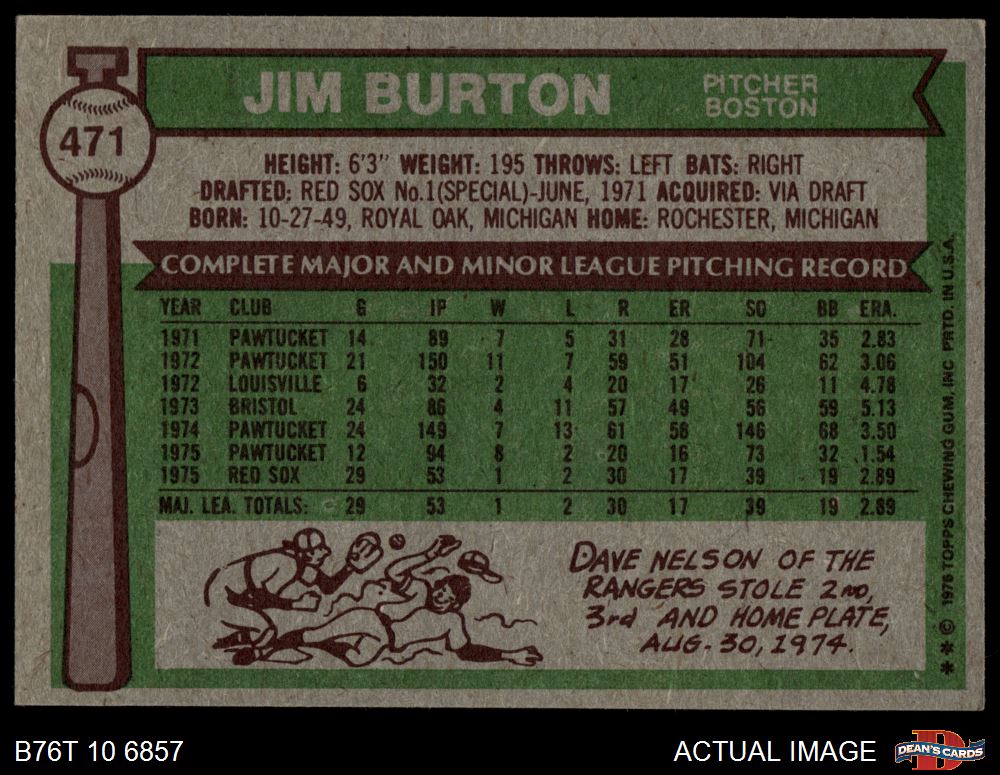 471
JIM BURTON
PITCHER
BOSTON
HEIGHT: 6'3" WEIGHT: 195 THROWS: LEFT BATS: RIGHT
DRAFTED: RED SOX No.1(SPECIAL)-JUNE, 1971 ACQUIRED: VIA DRAFT
BORN: 10-27-49, ROYAL OAK, MICHIGAN HOME: ROCHESTER, MICHIGAN
COMPLETE MAJOR AND MINOR LEAGUE PITCHING RECORD
YEAR CLUB G IP W L R ER SO BB ERA.
1971 PAWTUCKET 14 89 7 5 31 28 71 35 2.83
1972 PAWTUCKET 21 150 11 7 59 51 104 62 3.06
1972 LOUISVILLE 6 32 2 4 20 17 26 11 4.78
1973 BRISTOL 24 86 4 11 57 49 56 59 5.13
1974 PAWTUCKET 24 149 7 13 61 58 146 68 3.50
1975 PAWTUCKET 12 94 8 2 20 16 73 32 1.54
1975 RED SOX 29 53 1 2 30 17 39 19 2.89
MAJ. LEA. TOTALS: 29 53 1 2 30 17 39 19 2.89
DAVE NELSON OF THE
RANGERS STOLE 2ND,
3rd AND HOME PLATE,
AUG. 30, 1974.
** © 1976 TOPPS CHEWING GUM, INC PRTD. IN U.S.A.
B76T 10 6857
ACTUAL IMAGE
D
DEAN'S CARDS